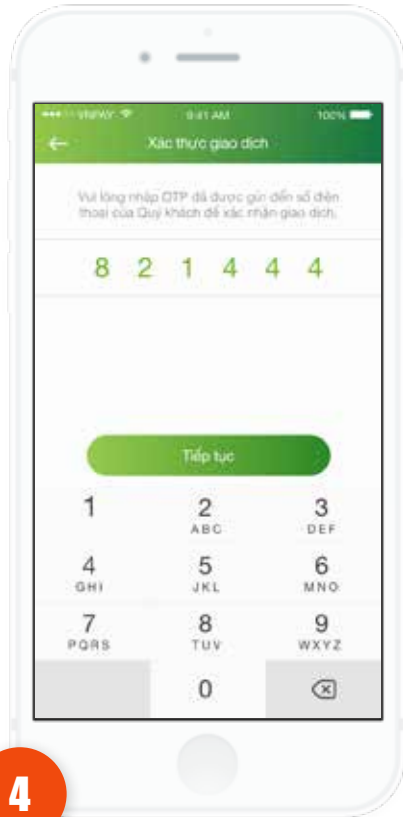 VNPAY 9:41 AM 100%
Xác thực giao dịch
Vui lòng nhập OTP đã được gửi đến số điện
thoại của Quý khách để xác nhận giao dịch.
8 2 1 4 4 4
Tiếp tục
1 2 3
ABC DEF
4 5 6
GHI JKL MNO
7 8 9
PQRS TUV WXYZ
0
4